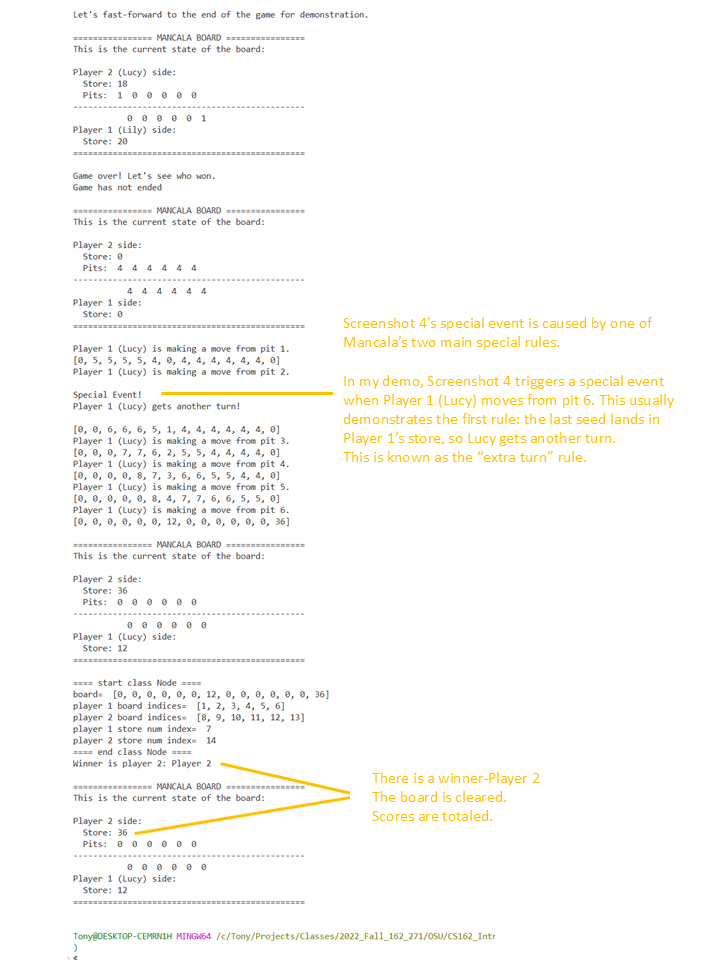 Let's fast-forward to the end of the game for demonstration.
================ MANCALA BOARD ================
This is the current state of the board:
Player 2 (Lucy) side:
Store: 18
Pits: 1 0 0 0 0 0
-----------------------------------------------
0 0 0 0 0 1
Player 1 (Lily) side:
Store: 20
===============================================
Game over! Let's see who won.
Game has not ended
================ MANCALA BOARD ================
This is the current state of the board:
Player 2 side:
Store: 0
Pits: 4 4 4 4 4 4
-----------------------------------------------
4 4 4 4 4 4
Player 1 side:
Store: 0
===============================================
Player 1 (Lucy) is making a move from pit 1.
[0, 5, 5, 5, 5, 4, 0, 4, 4, 4, 4, 4, 4, 0]
Player 1 (Lucy) is making a move from pit 2.
Special Event!
Player 1 (Lucy) gets another turn!
[0, 0, 6, 6, 6, 5, 1, 4, 4, 4, 4, 4, 4, 0]
Player 1 (Lucy) is making a move from pit 3.
[0, 0, 0, 7, 7, 6, 2, 5, 5, 4, 4, 4, 4, 0]
Player 1 (Lucy) is making a move from pit 4.
[0, 0, 0, 0, 8, 7, 3, 6, 6, 5, 5, 4, 4, 0]
Player 1 (Lucy) is making a move from pit 5.
[0, 0, 0, 0, 0, 8, 4, 7, 7, 6, 6, 5, 5, 0]
Player 1 (Lucy) is making a move from pit 6.
[0, 0, 0, 0, 0, 0, 12, 0, 0, 0, 0, 0, 0, 36]
Screenshot 4’s special event is caused by one of
Mancala’s two main special rules.
In my demo, Screenshot 4 triggers a special event
when Player 1 (Lucy) moves from pit 6. This usually
demonstrates the first rule: the last seed lands in
Player 1’s store, so Lucy gets another turn.
This is known as the “extra turn” rule.
================ MANCALA BOARD ================
This is the current state of the board:
Player 2 side:
Store: 36
Pits: 0 0 0 0 0 0
-----------------------------------------------
0 0 0 0 0 0
Player 1 (Lucy) side:
Store: 12
===============================================
==== start class Node ====
board= [0, 0, 0, 0, 0, 0, 12, 0, 0, 0, 0, 0, 0, 36]
player 1 board indices= [1, 2, 3, 4, 5, 6]
player 2 board indices= [8, 9, 10, 11, 12, 13]
player 1 store num index= 7
player 2 store num index= 14
==== end class Node ====
Winner is player 2: Player 2
================ MANCALA BOARD ================
This is the current state of the board:
Player 2 side:
Store: 36
Pits: 0 0 0 0 0 0
-----------------------------------------------
0 0 0 0 0 0
Player 1 (Lucy) side:
Store: 12
===============================================
There is a winner-Player 2
The board is cleared.
Scores are totaled.
Tony@DESKTOP-CEMRN1H MINGW64 /c/Tony/Projects/Classes/2022_Fall_162_271/OSU/CS162_Intr
)
$